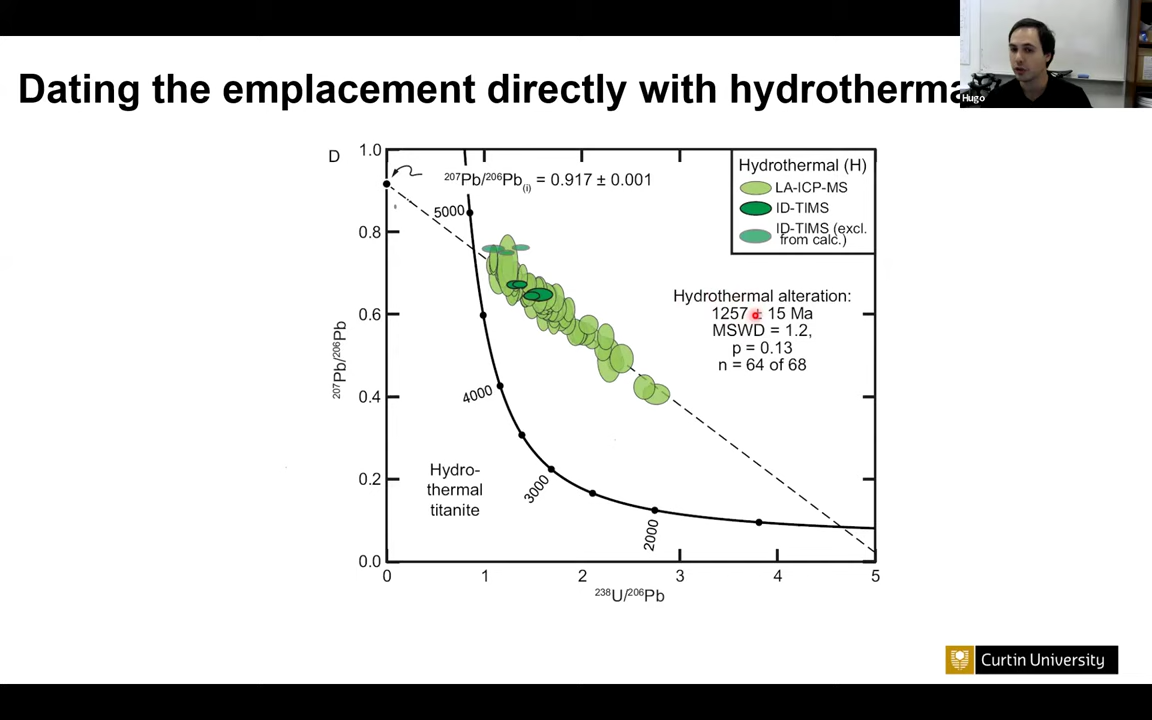 Dating the emplacement directly with hydrotherma
Hugo
D
207Pb/206Pb(i) = 0.917 ± 0.001
Hydrothermal (H)
LA-ICP-MS
ID-TIMS
ID-TIMS (excl.
from calc.)
Hydrothermal alteration:
1257 ± 15 Ma
MSWD = 1.2,
p = 0.13
n = 64 of 68
1.0
0.8
0.6
0.4
0.2
0.0
207Pb/206Pb
5000
4000
3000
2000
Hydro-
thermal
titanite
0 1 2 3 4 5
238U/206Pb
Curtin University